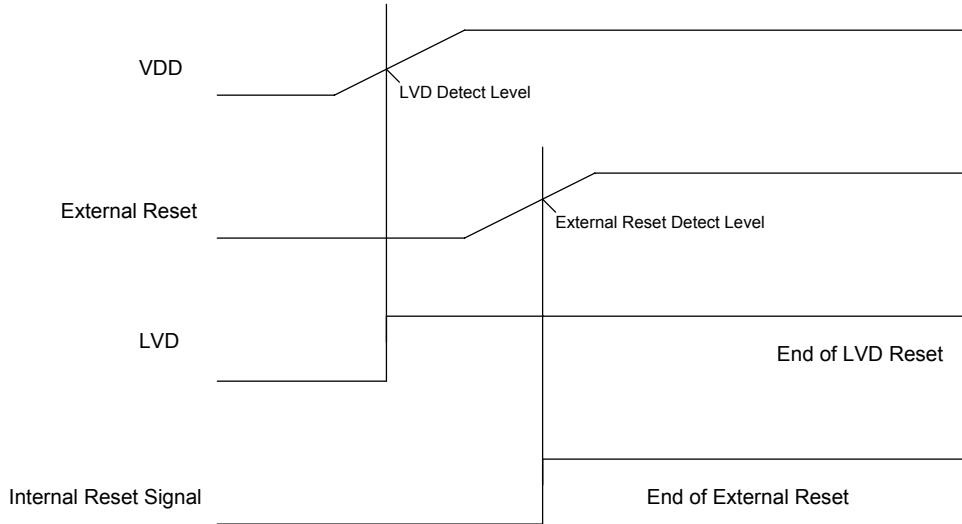 VDD
LVD Detect Level
External Reset
External Reset Detect Level
LVD
End of LVD Reset
Internal Reset Signal
End of External Reset